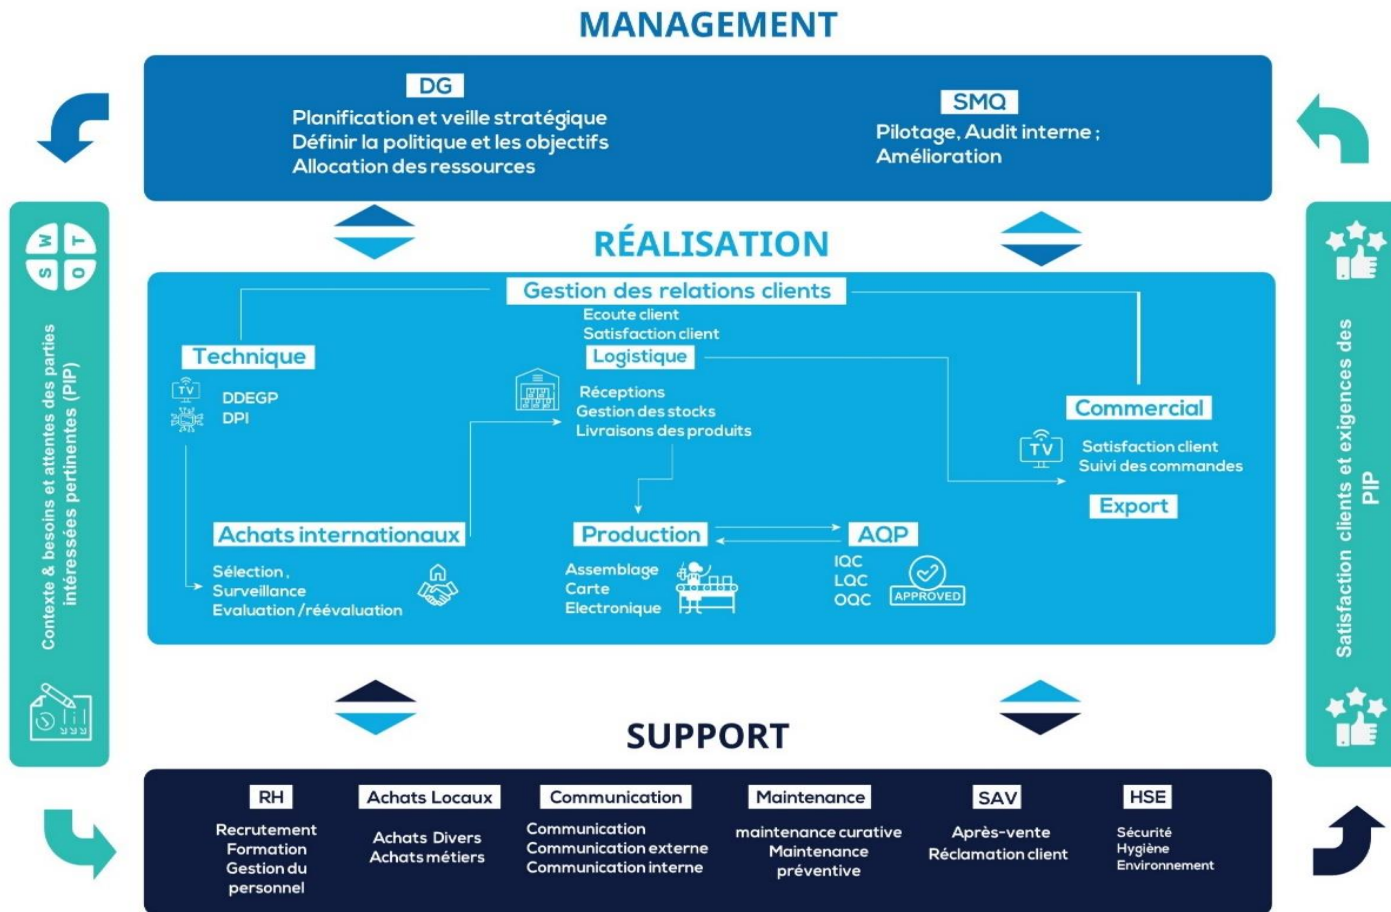 MANAGEMENT
DG
Planification et veille stratégique
Définir la politique et les objectifs
Allocation des ressources
SMQ
Pilotage, Audit interne ;
Amélioration
S W O T
Contexte & besoins et attentes des parties
intéressées pertinentes (PIP)
RÉALISATION
Gestion des relations clients
Ecoute client
Satisfaction client
Technique
TV
DDEGP
DPI
Logistique
Réceptions
Gestion des stocks
Livraisons des produits
Commercial
TV
Satisfaction client
Suivi des commandes
Export
Achats internationaux
Sélection ,
Surveillance
Evaluation /réévaluation
Production
Assemblage
Carte
Electronique
AQP
IQC
LQC
OQC
APPROVED
Satisfaction clients et exigences des
PIP
SUPPORT
RH
Recrutement
Formation
Gestion du
personnel
Achats Locaux
Achats Divers
Achats métiers
Communication
Communication
Communication externe
Communication interne
Maintenance
maintenance curative
Maintenance
préventive
SAV
Après-vente
Réclamation client
HSE
Sécurité
Hygiène
Environnement